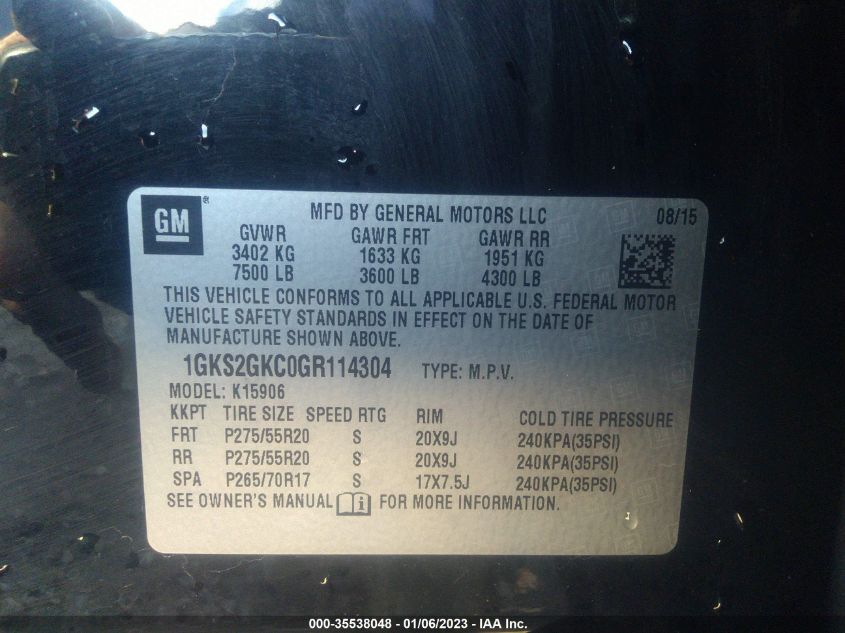 GM ® MFD BY GENERAL MOTORS LLC 08/15
GVWR GAWR FRT GAWR RR
3402 KG 1633 KG 1951 KG
7500 LB 3600 LB 4300 LB
THIS VEHICLE CONFORMS TO ALL APPLICABLE U.S. FEDERAL MOTOR
VEHICLE SAFETY STANDARDS IN EFFECT ON THE DATE OF
MANUFACTURE SHOWN ABOVE.
1GKS2GKC0GR114304 TYPE: M.P.V.
MODEL: K15906
KKPT TIRE SIZE SPEED RTG RIM COLD TIRE PRESSURE
FRT P275/55R20 S 20X9J 240KPA(35PSI)
RR P275/55R20 S 20X9J 240KPA(35PSI)
SPA P265/70R17 S 17X7.5J 240KPA(35PSI)
SEE OWNER'S MANUAL i FOR MORE INFORMATION.
000-35538048 - 01/06/2023 - IAA Inc.